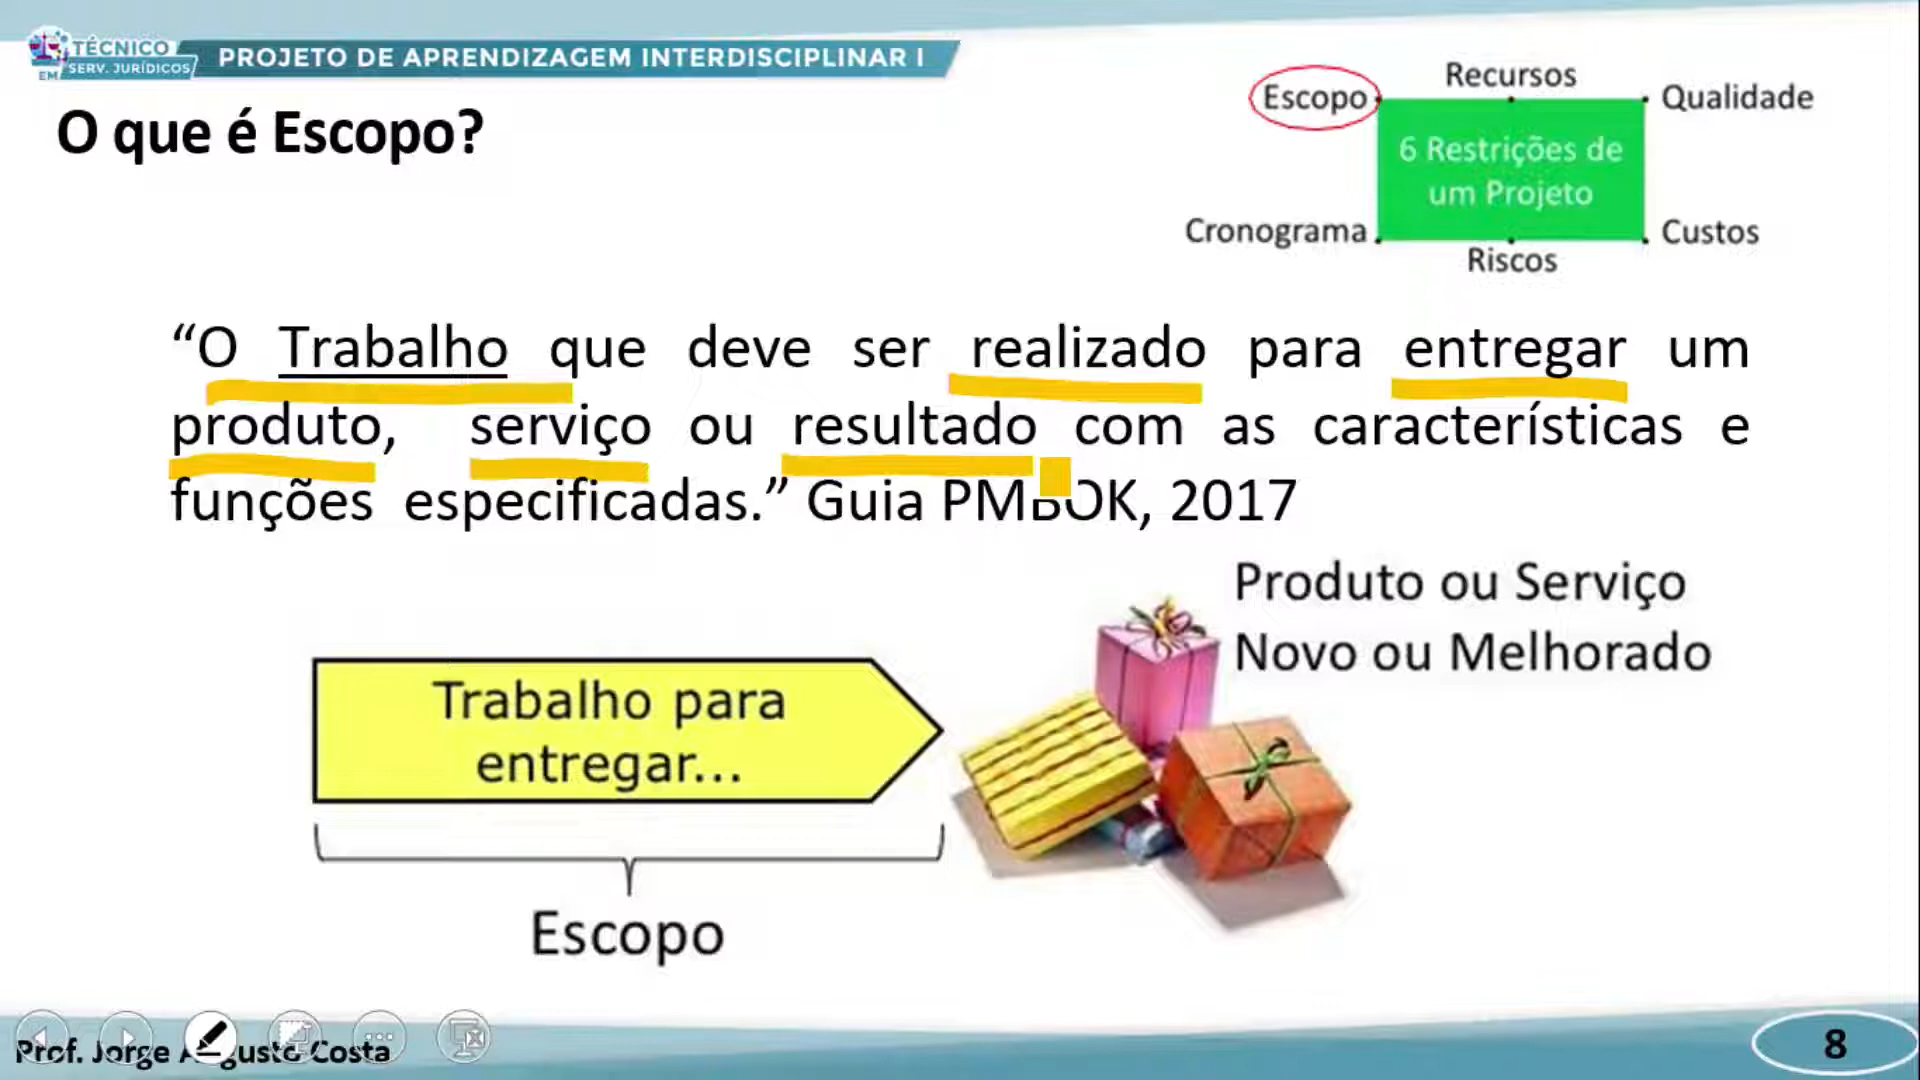 TÉCNICO
EM SERV. JURÍDICOS
PROJETO DE APRENDIZAGEM INTERDISCIPLINAR I
O que é Escopo?
Escopo
Recursos
Qualidade
6 Restrições de
um Projeto
Cronograma
Riscos
Custos
“O Trabalho que deve ser realizado para entregar um
produto, serviço ou resultado com as características e
funções especificadas.” Guia PMBOK, 2017
Produto ou Serviço
Novo ou Melhorado
Trabalho para
entregar...
Escopo
Prof. Jorge Augusto Costa
8